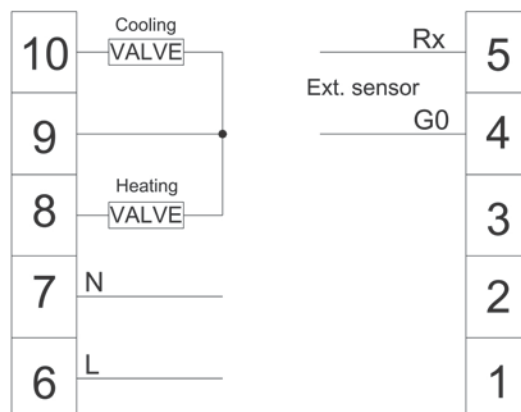 Cooling
10 VALVE
9
Heating
8 VALVE
7 N
6 L
Rx 5
Ext. sensor
G0 4
3
2
1